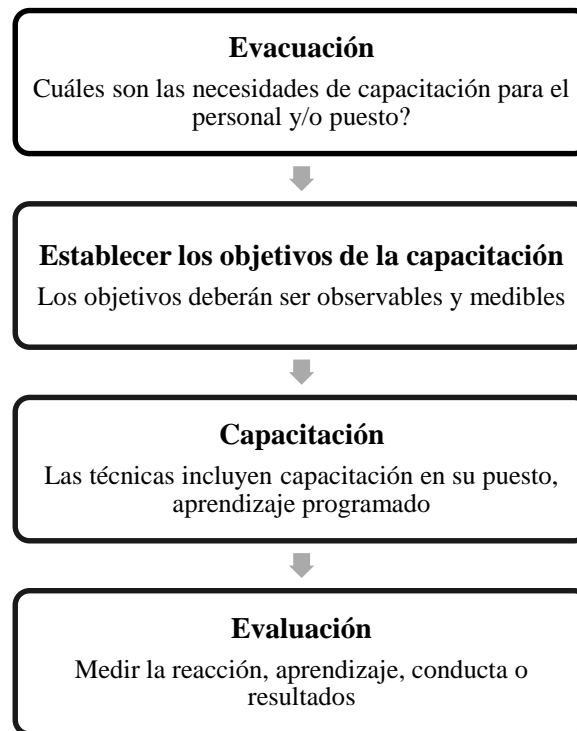 Evacuación
Cuáles son las necesidades de capacitación para el
personal y/o puesto?
Establecer los objetivos de la capacitación
Los objetivos deberán ser observables y medibles
Capacitación
Las técnicas incluyen capacitación en su puesto,
aprendizaje programado
Evaluación
Medir la reacción, aprendizaje, conducta o
resultados